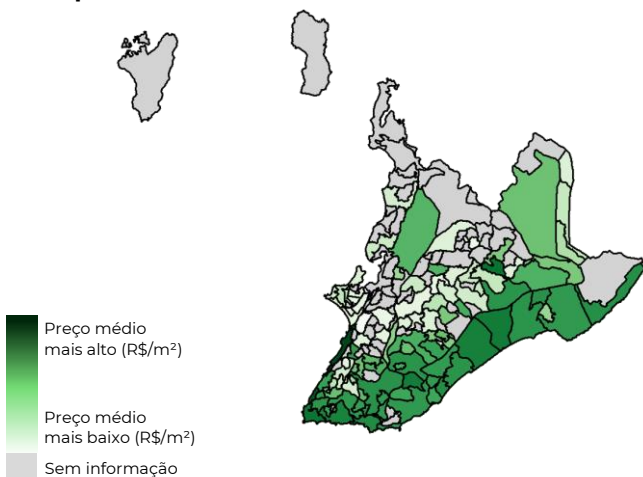 Preço médio
mais alto (R$/m²)
Preço médio
mais baixo (R$/m²)
Sem informação